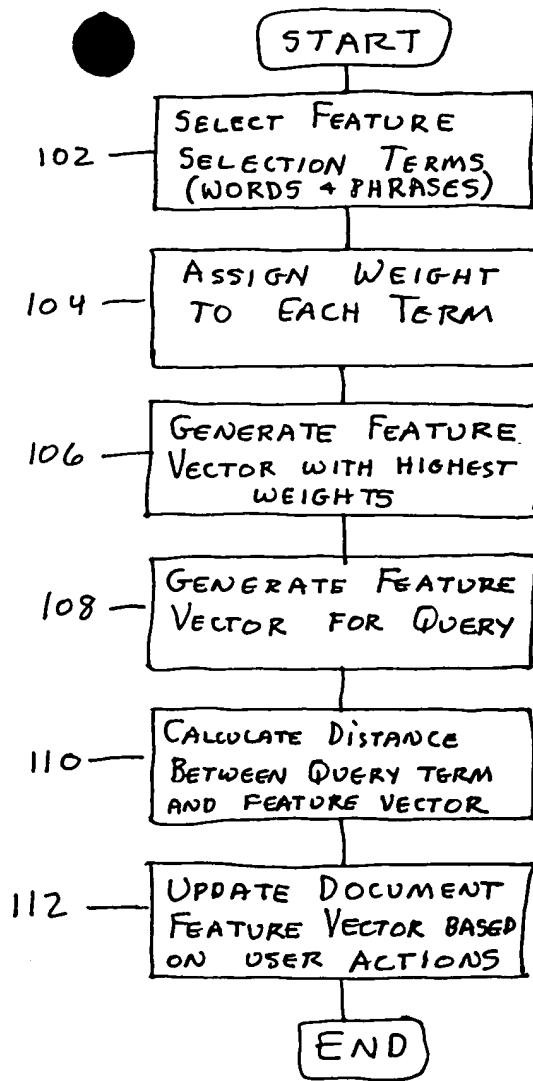 START
102
SELECT FEATURE
SELECTION TERMS
(WORDS + PHRASES)
104
ASSIGN WEIGHT
TO EACH TERM
106
GENERATE FEATURE
VECTOR WITH HIGHEST
WEIGHTS
108
GENERATE FEATURE
VECTOR FOR QUERY
110
CALCULATE DISTANCE
BETWEEN QUERY TERM
AND FEATURE VECTOR
112
UPDATE DOCUMENT
FEATURE VECTOR BASED
ON USER ACTIONS
END